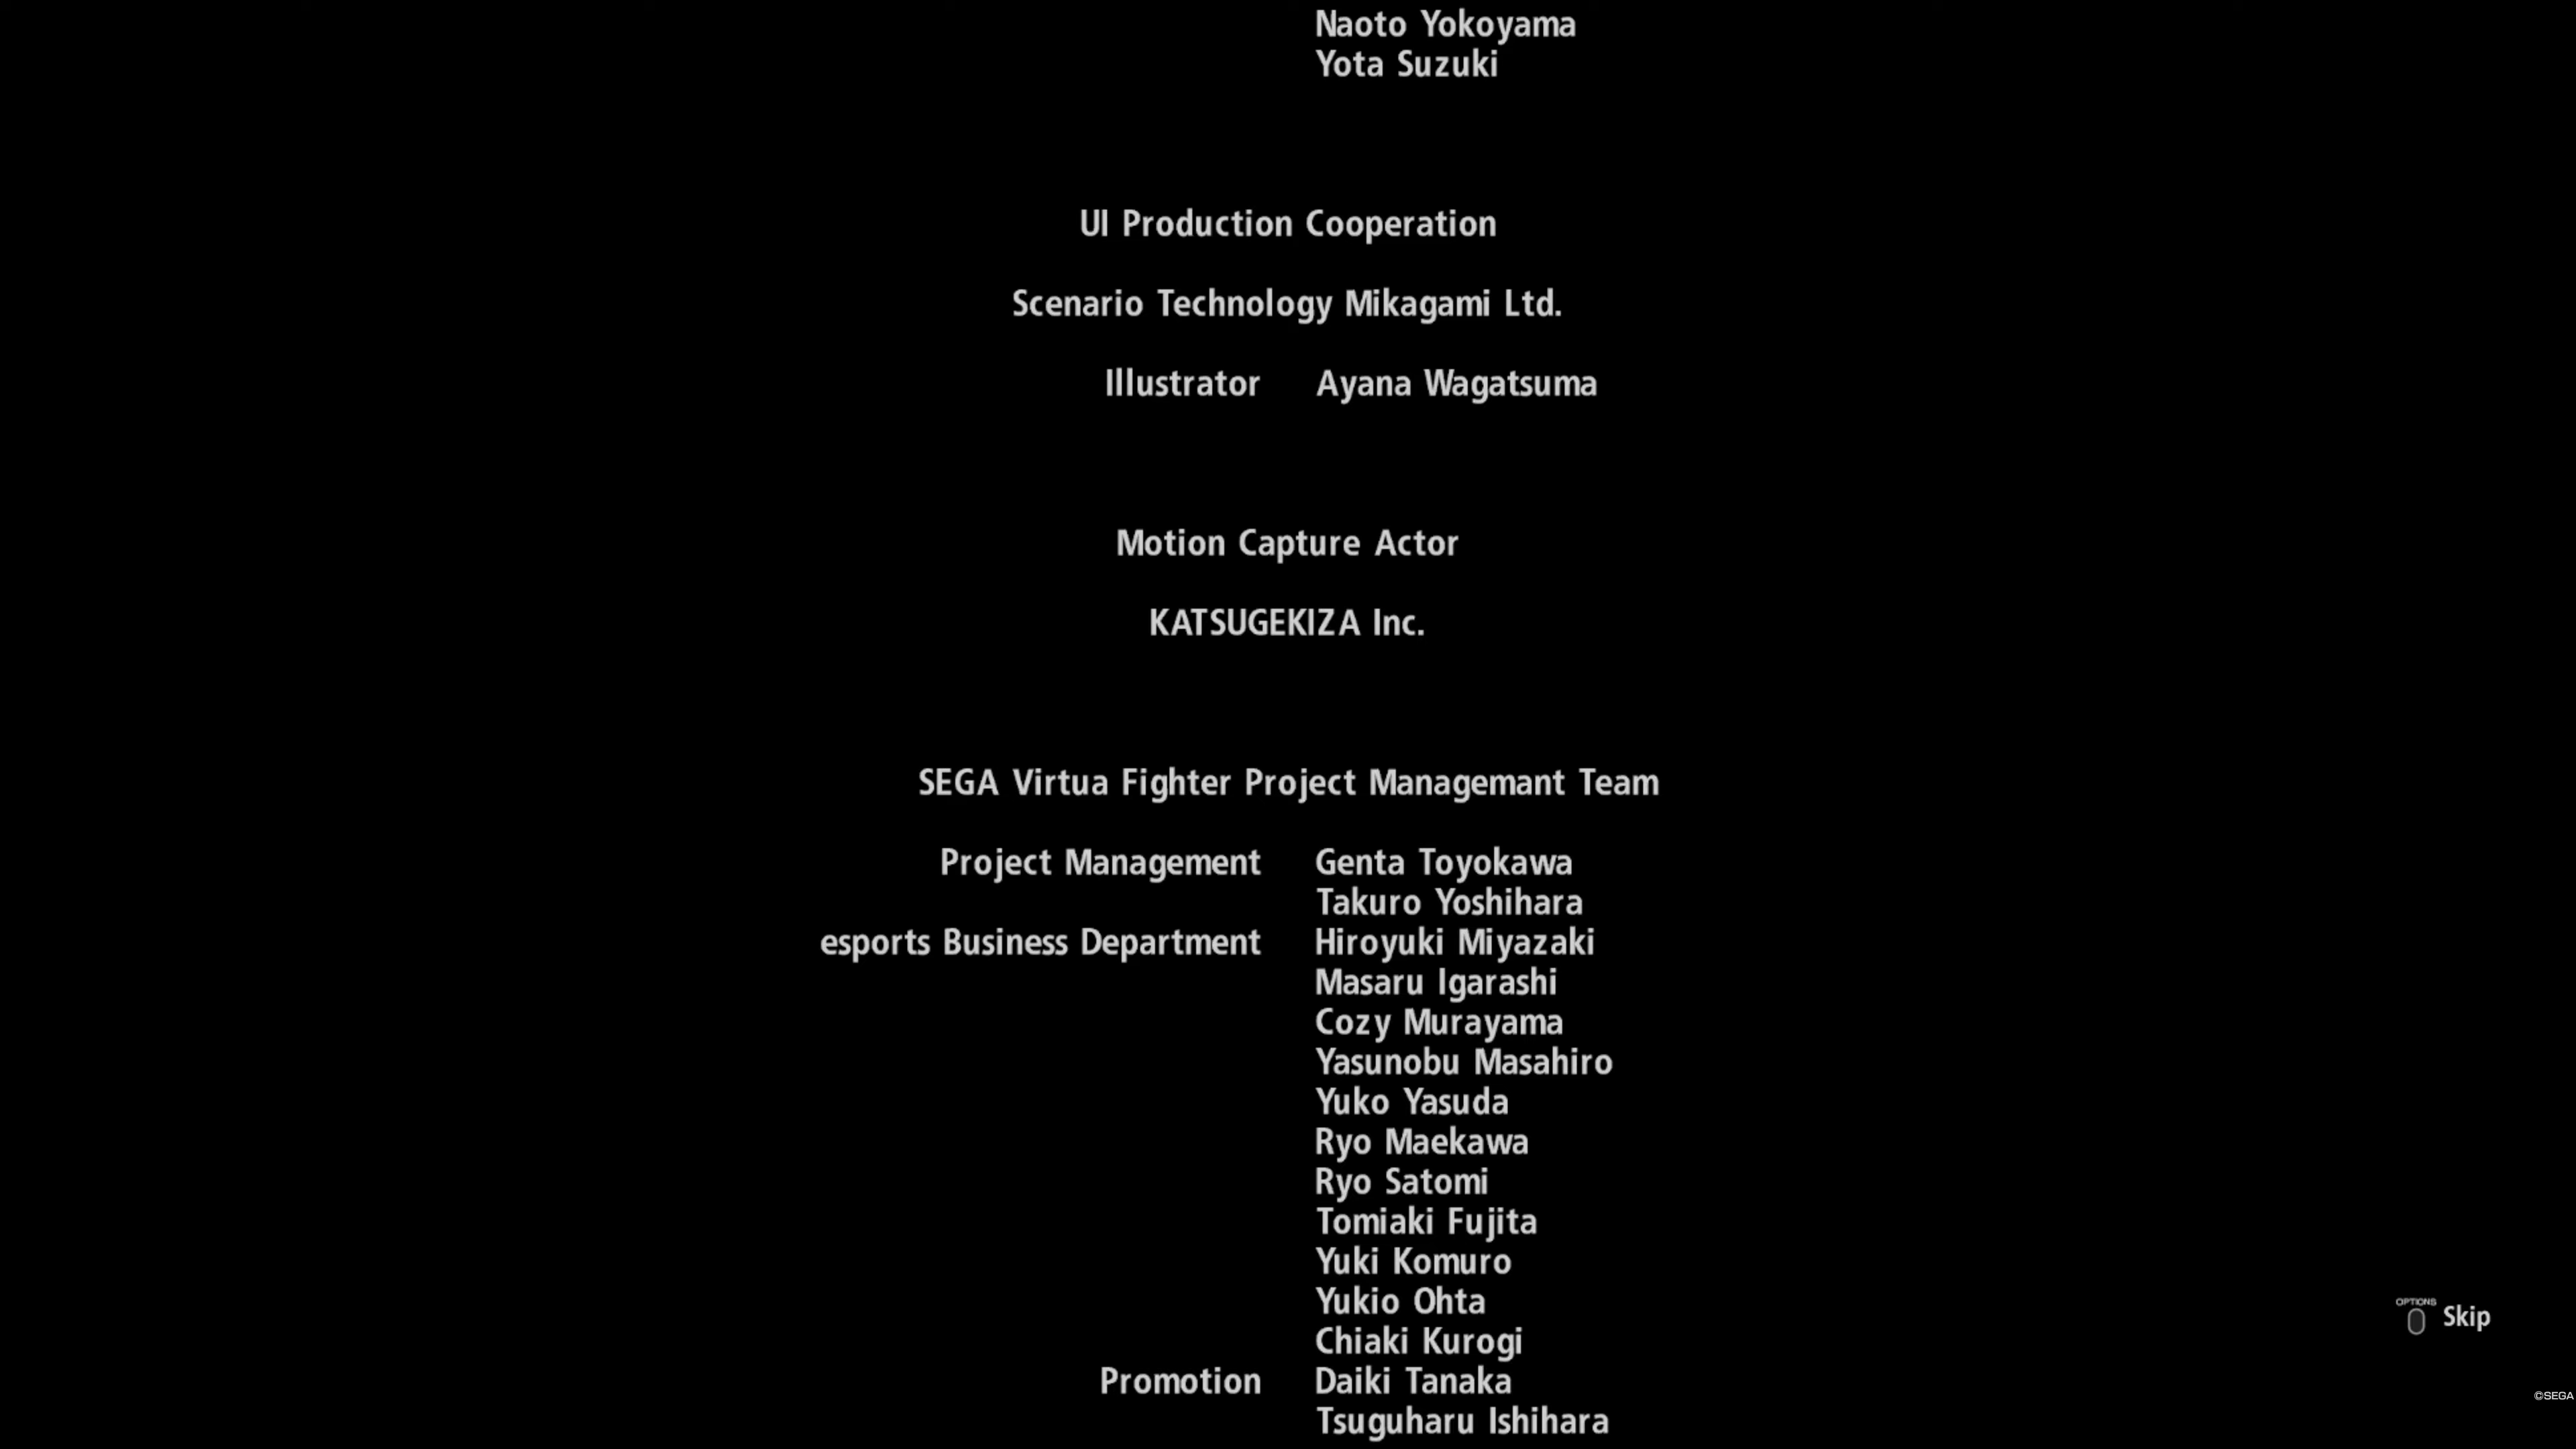 Naoto Yokoyama
Yota Suzuki
UI Production Cooperation
Scenario Technology Mikagami Ltd.
Illustrator Ayana Wagatsuma
Motion Capture Actor
KATSUGEKIZA Inc.
SEGA Virtua Fighter Project Managemant Team
Project Management Genta Toyokawa
Takuro Yoshihara
esports Business Department Hiroyuki Miyazaki
Masaru Igarashi
Cozy Murayama
Yasunobu Masahiro
Yuko Yasuda
Ryo Maekawa
Ryo Satomi
Tomiaki Fujita
Yuki Komuro
Yukio Ohta
Chiaki Kurogi
Promotion Daiki Tanaka
Tsuguharu Ishihara
OPTIONS Skip
©SEGA